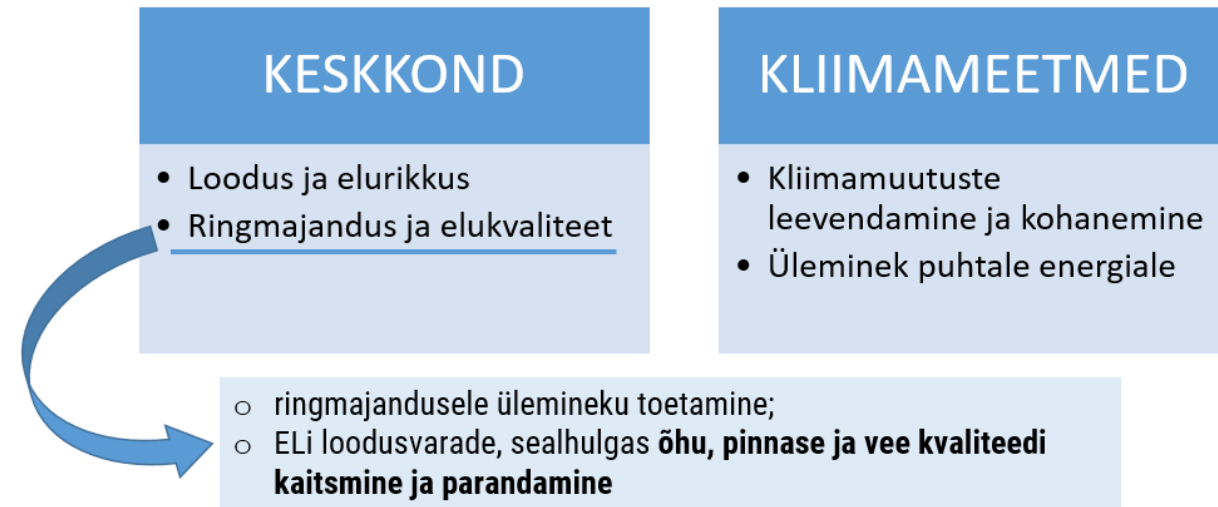 KESKKOND
• Loodus ja elurikkus
• Ringmajandus ja elukvaliteet
KLIIMAMEETMED
• Kliimamuutuste
leevendamine ja kohanemine
• Üleminek puhtale energiale
o ringmajandusele ülemineku toetamine;
o ELi loodusvarade, sealhulgas õhu, pinnase ja vee kvaliteedi
kaitsmine ja parandamine